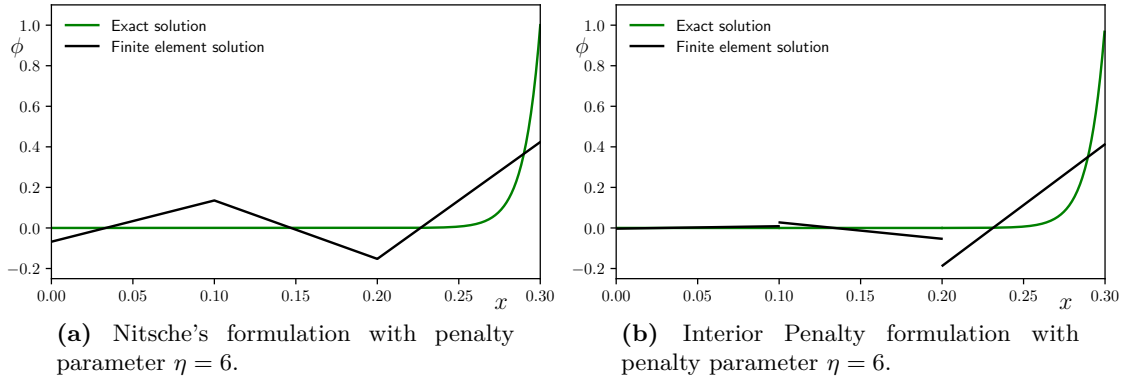 1.0
0.8
0.6
0.4
0.2
0.0
−0.2
ϕ
Exact solution
Finite element solution
0.00 0.05 0.10 0.15 0.20 0.25 0.30
x
(a) Nitsche's formulation with penalty
parameter η = 6.
1.0
0.8
0.6
0.4
0.2
0.0
−0.2
ϕ
Exact solution
Finite element solution
0.00 0.05 0.10 0.15 0.20 0.25 0.30
x
(b) Interior Penalty formulation with
penalty parameter η = 6.